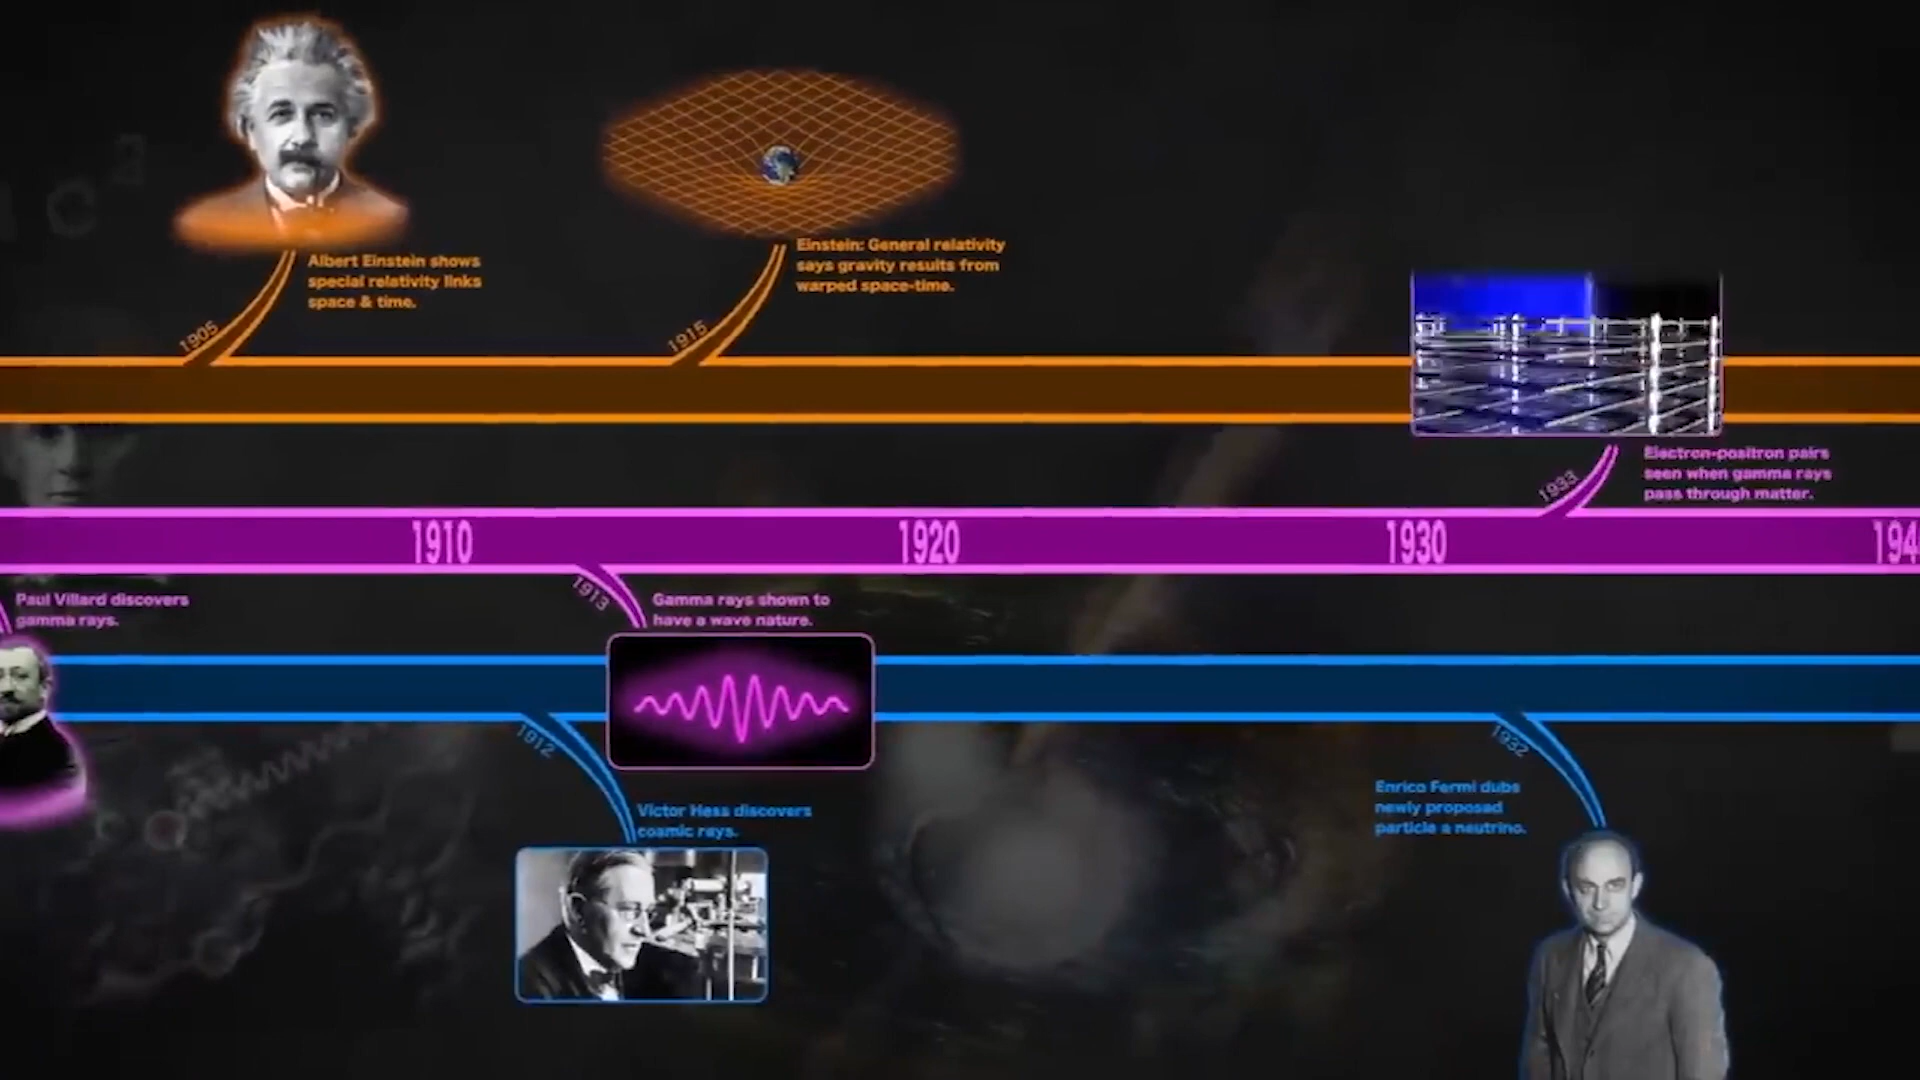 Albert Einstein shows
special relativity links
space & time.
1905
Einstein: General relativity
says gravity results from
warped space-time.
1915
Electron-positron pairs
seen when gamma rays
pass through matter.
1933
1910
1920
1930
194
Paul Villard discovers
gamma rays.
1913
Gamma rays shown to
have a wave nature.
1912
Victor Hess discovers
cosmic rays.
1932
Enrico Fermi dubs
newly proposed
particle a neutrino.